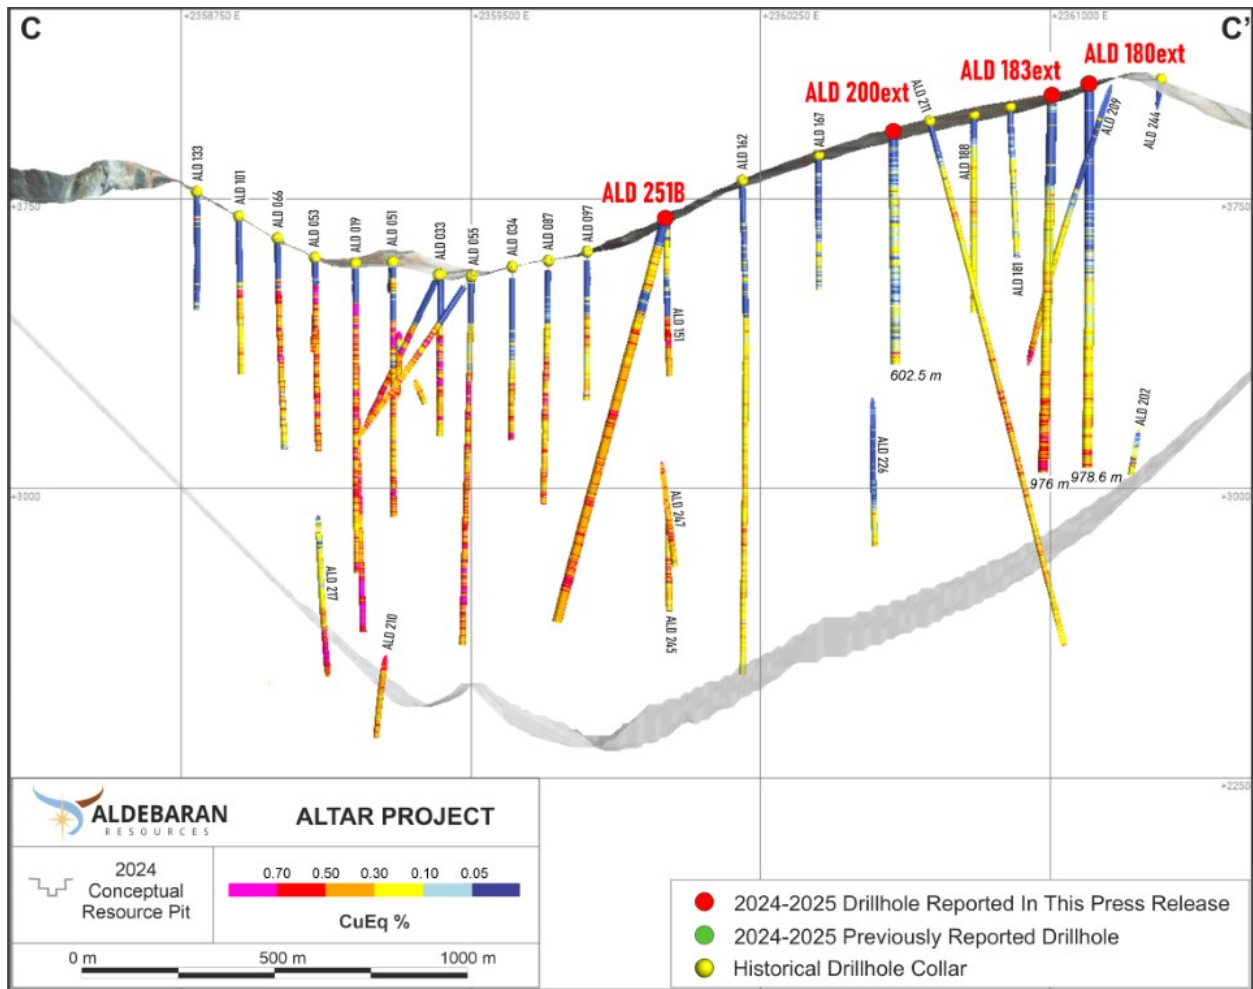 C
+2358750 E
+2359500 E
+2360250 E
+2361000 E
C'
ALD 180ext
ALD 183ext
ALD 200ext
ALD 251B
ALD 133
ALD 101
ALD 066
ALD 053
ALD 019
ALD 051
ALD 033
ALD 055
ALD 034
ALD 087
ALD 097
ALD 162
ALD 167
ALD 211
ALD 188
ALD 181
ALD 209
ALD 244
+3750
+3750
ALD 151
602.5 m
ALD 226
ALD 202
976 m
978.6 m
+3000
+3000
ALD 247
ALD 245
ALD 217
ALD 210
+2250
ALDEBARAN
RESOURCES
ALTAR PROJECT
2024
Conceptual
Resource Pit
0.70 0.50 0.30 0.10 0.05
CuEq %
0 m 500 m 1000 m
2024-2025 Drillhole Reported In This Press Release
2024-2025 Previously Reported Drillhole
Historical Drillhole Collar